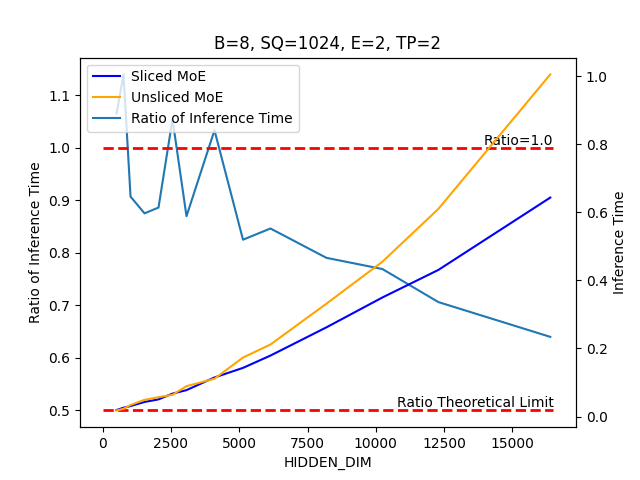 B=8, SQ=1024, E=2, TP=2
Sliced MoE
Unsliced MoE
Ratio of Inference Time
Ratio=1.0
Ratio Theoretical Limit
Ratio of Inference Time
1.1
1.0
0.9
0.8
0.7
0.6
0.5
1.0
0.8
0.6
0.4
0.2
0.0
Inference Time
0
2500
5000
7500
10000
12500
15000
HIDDEN_DIM